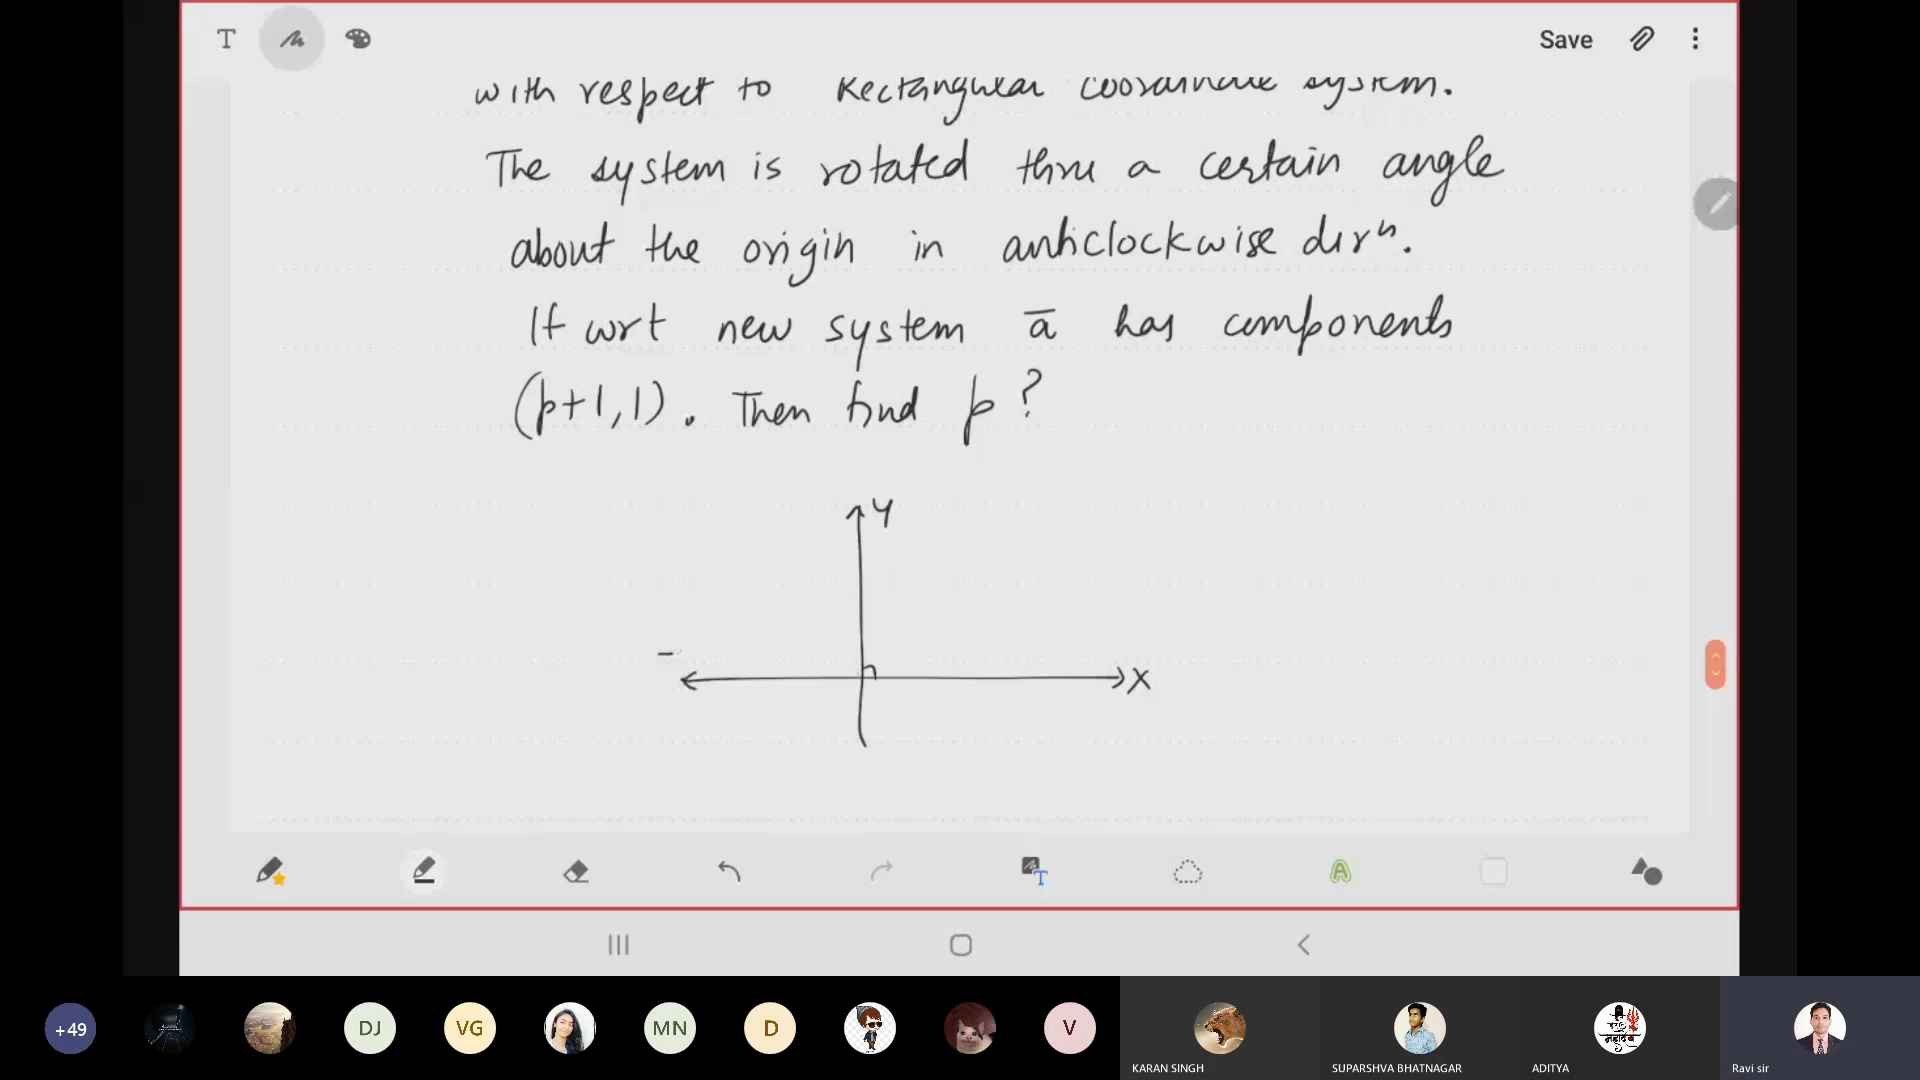 T
Save
with respect to Rectangular coordinate system.
The system is rotated thru a certain angle
about the origin in anticlockwise dirⁿ.
If wrt new system a̅ has components
(p+1,1). Then find p?
Y
X
T
A
+49
DJ
VG
MN
D
V
KARAN SINGH
SUPARSHVA BHATNAGAR
ADITYA
Ravi sir